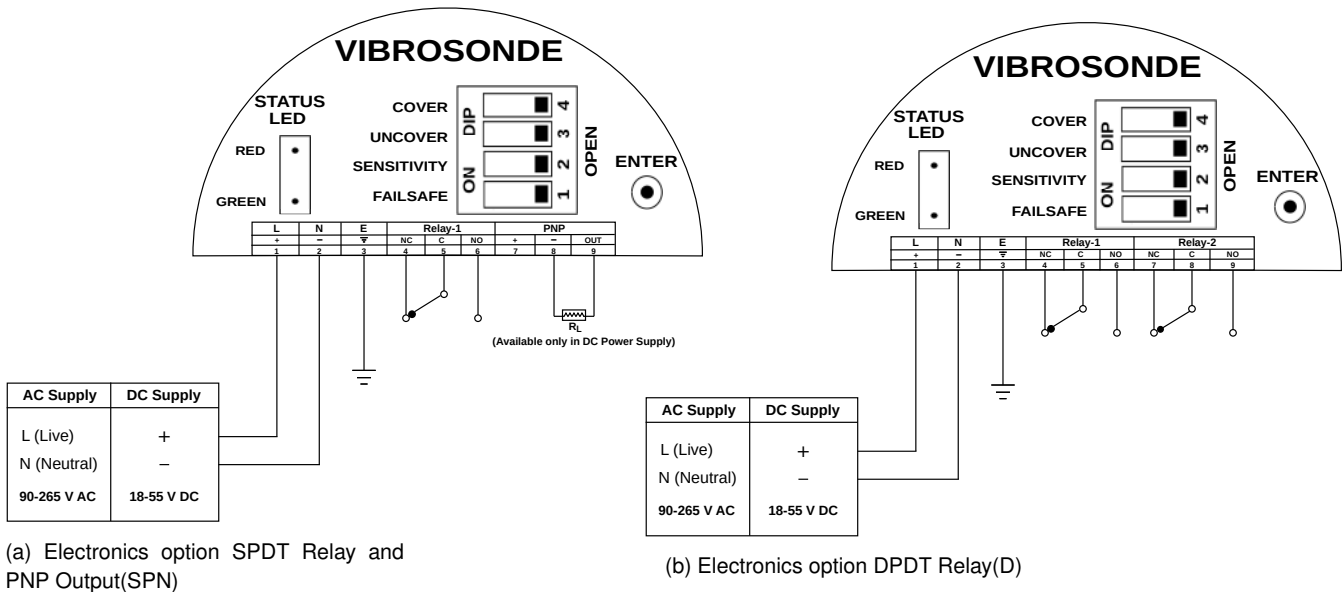 VIBROSONDE
STATUS
LED
RED
GREEN
COVER
UNCOVER
SENSITIVITY
FAILSAFE
DIP
ON
4
3
2
1
OPEN
ENTER
L N E Relay-1 PNP
+ − NC C NO + − OUT
1 2 3 4 5 6 7 8 9
RL
(Available only in DC Power Supply)
AC Supply DC Supply
L (Live) +
N (Neutral) −
90-265 V AC 18-55 V DC
(a) Electronics option SPDT Relay and
PNP Output(SPN)
VIBROSONDE
STATUS
LED
RED
GREEN
COVER
UNCOVER
SENSITIVITY
FAILSAFE
DIP
ON
4
3
2
1
OPEN
ENTER
L N E Relay-1 Relay-2
+ − NC C NO NC C NO
1 2 3 4 5 6 7 8 9
AC Supply DC Supply
L (Live) +
N (Neutral) −
90-265 V AC 18-55 V DC
(b) Electronics option DPDT Relay(D)